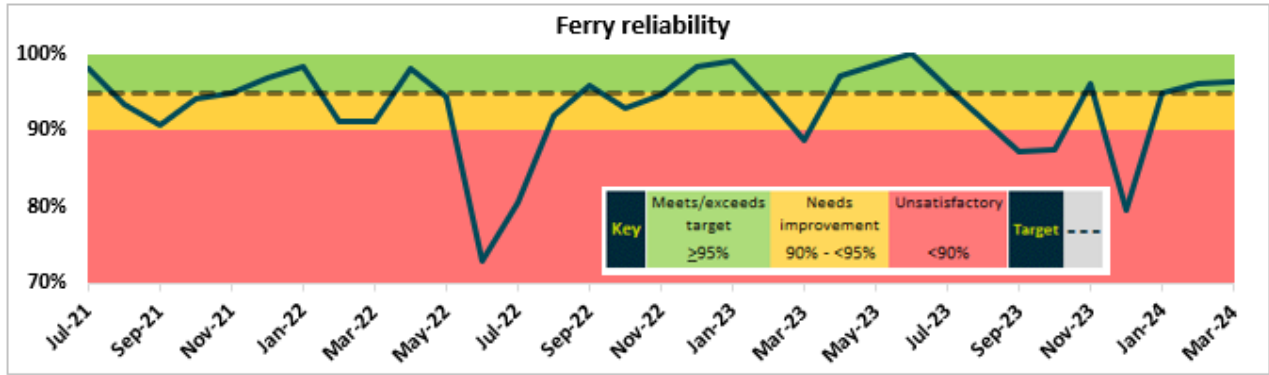 Ferry reliability
100%
90%
80%
70%
Key
Meets/exceeds
target
≥95%
Needs
improvement
90% - <95%
Unsatisfactory
<90%
Target
Jul-21
Sep-21
Nov-21
Jan-22
Mar-22
May-22
Jul-22
Sep-22
Nov-22
Jan-23
Mar-23
May-23
Jul-23
Sep-23
Nov-23
Jan-24
Mar-24